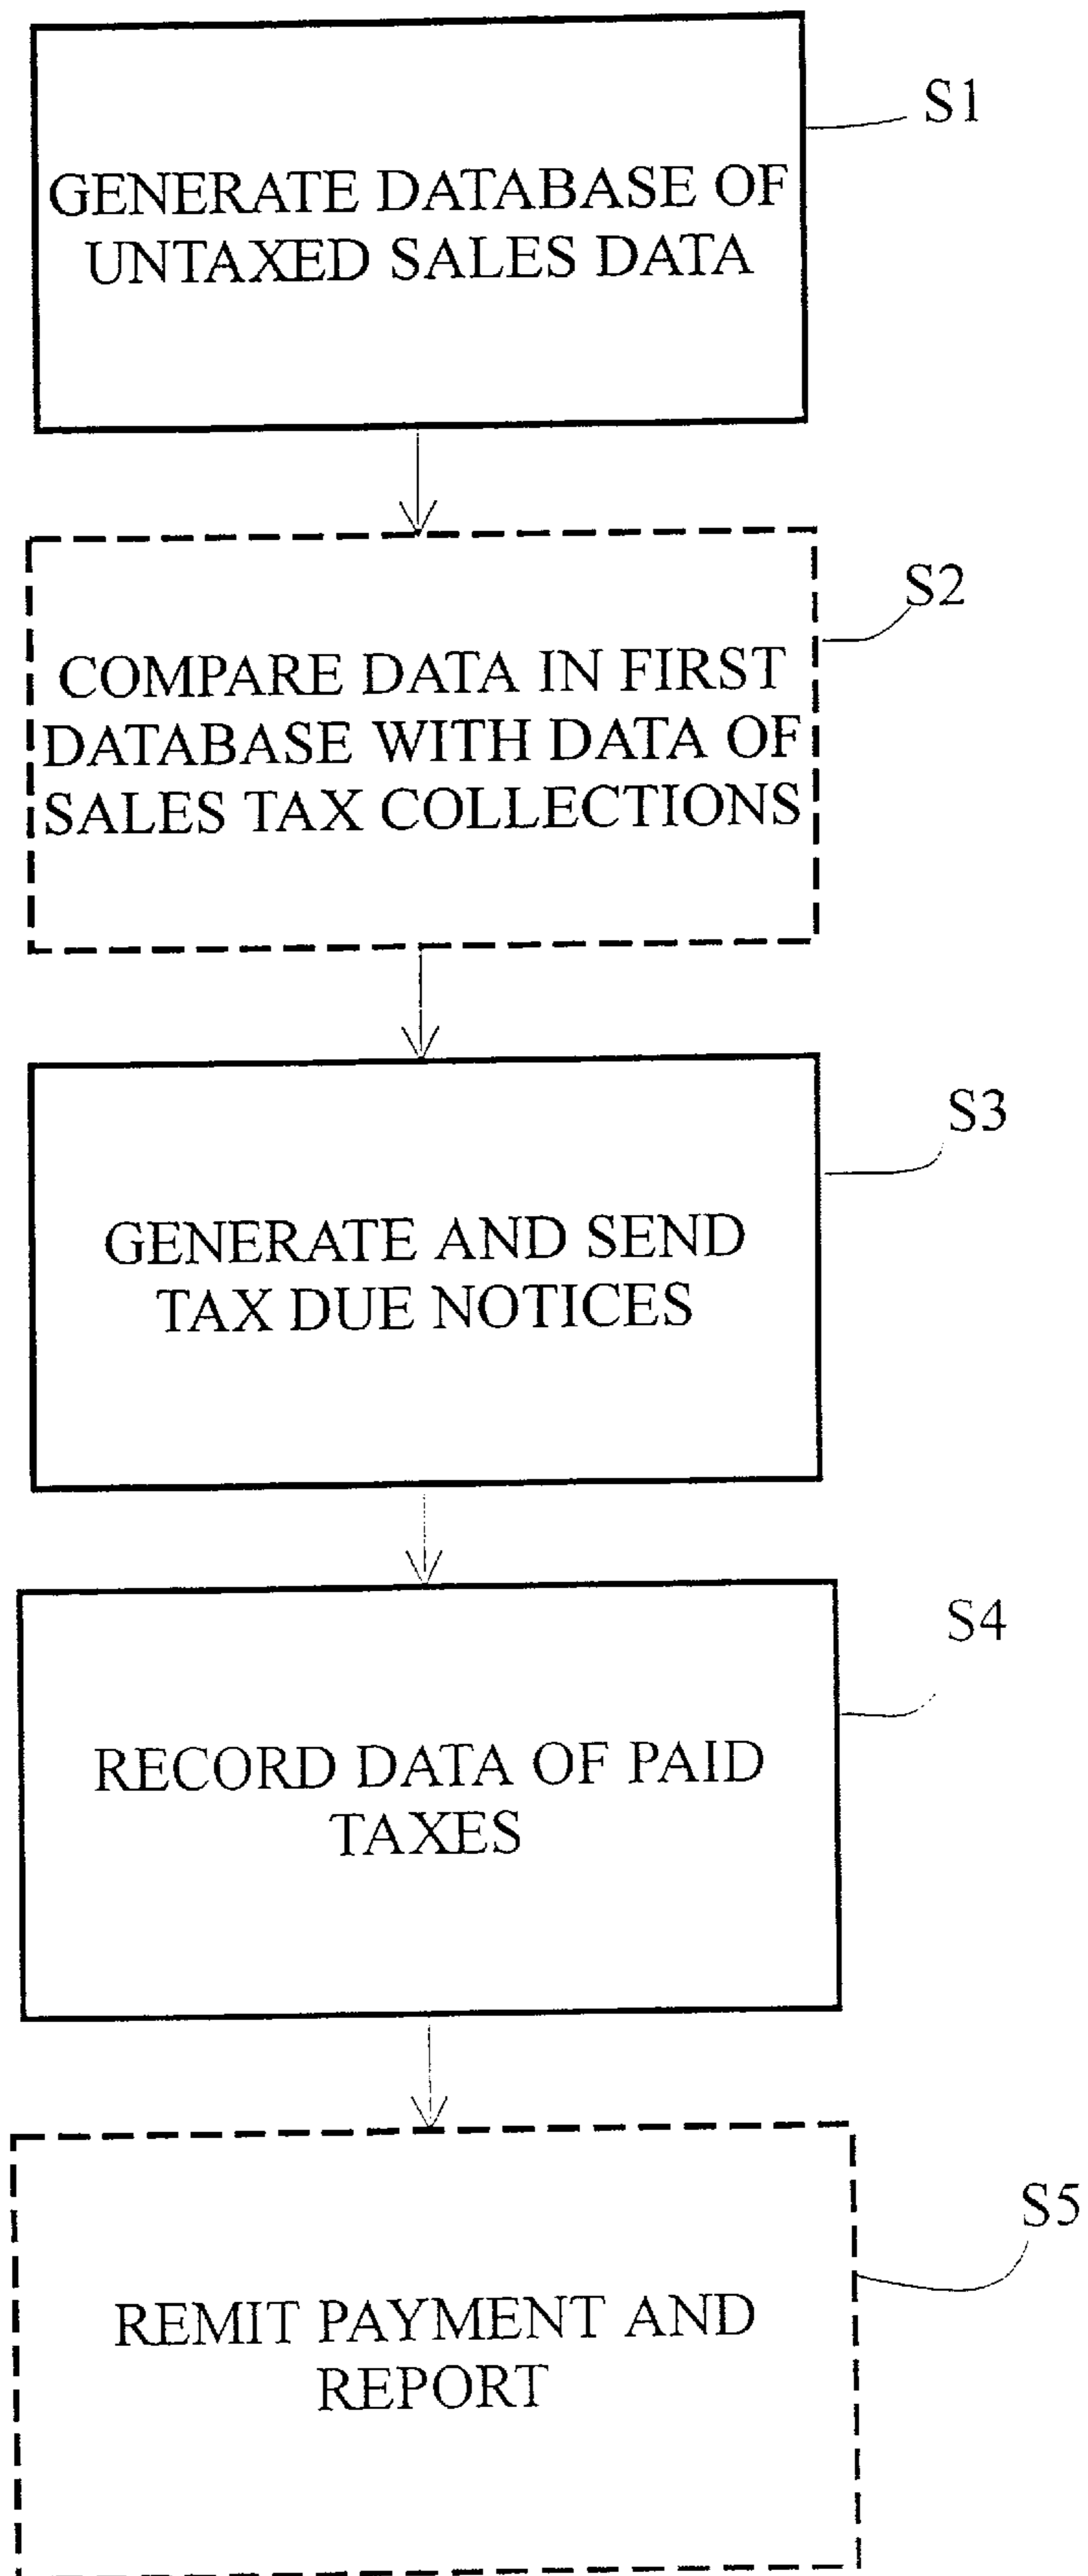 S1
GENERATE DATABASE OF
UNTAXED SALES DATA
S2
COMPARE DATA IN FIRST
DATABASE WITH DATA OF
SALES TAX COLLECTIONS
S3
GENERATE AND SEND
TAX DUE NOTICES
S4
RECORD DATA OF PAID
TAXES
S5
REMIT PAYMENT AND
REPORT